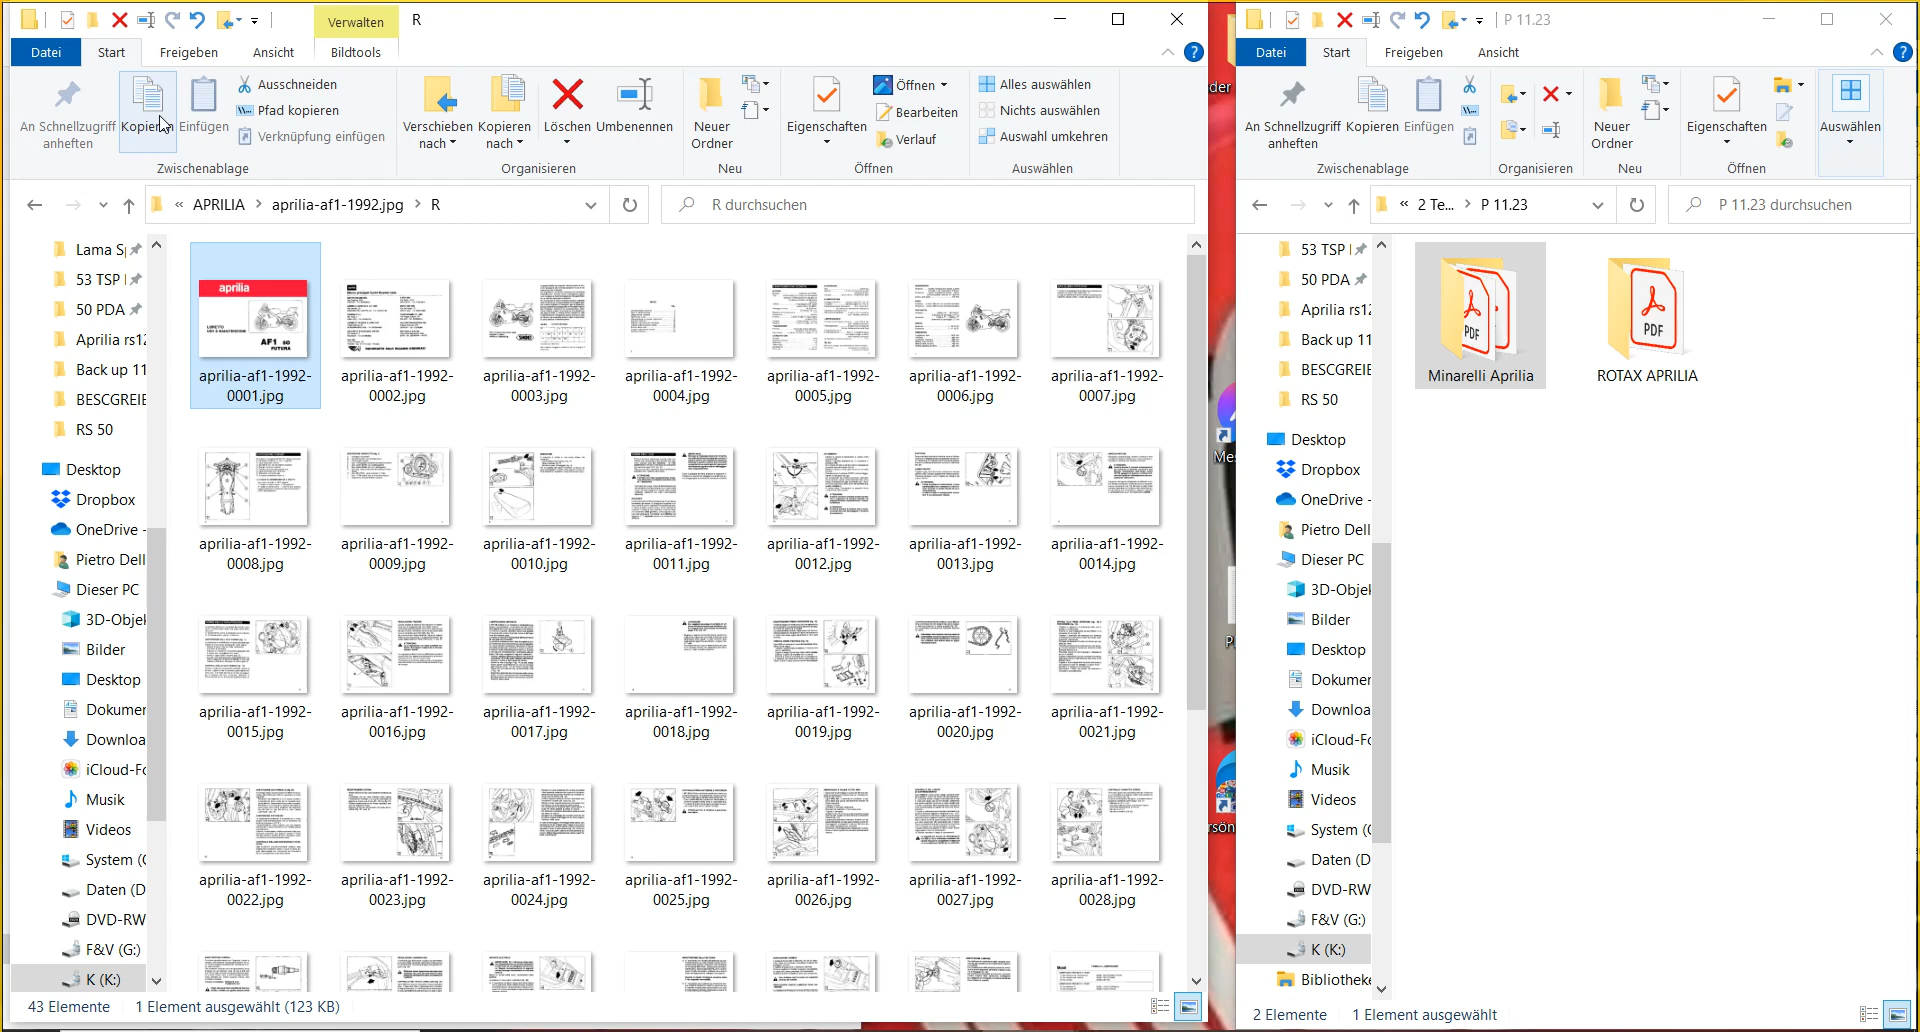 Verwalten
R
Datei
Start
Freigeben
Ansicht
Bildtools
An Schnellzugriff
anheften
Kopieren
Einfügen
Ausschneiden
Pfad kopieren
Verknüpfung einfügen
Zwischenablage
Verschieben
nach
Kopieren
nach
Löschen
Umbenennen
Organisieren
Neuer
Ordner
Neu
Eigenschaften
Öffnen
Bearbeiten
Verlauf
Öffnen
Alles auswählen
Nichts auswählen
Auswahl umkehren
Auswählen
« APRILIA > aprilia-af1-1992.jpg > R
R durchsuchen
Lama S
53 TSP
50 PDA
Aprilia rs12
Back up 11
BESCGREIE
RS 50
Desktop
Dropbox
OneDrive -
Pietro Dell
Dieser PC
3D-Objek
Bilder
Desktop
Dokumer
Downloa
iCloud-Fo
Musik
Videos
System (C
Daten (D
DVD-RW
F&V (G:)
K (K:)
aprilia
AF1 50
FUTURA
aprilia-af1-1992-
0001.jpg
aprilia-af1-1992-
0002.jpg
aprilia-af1-1992-
0003.jpg
aprilia-af1-1992-
0004.jpg
aprilia-af1-1992-
0005.jpg
aprilia-af1-1992-
0006.jpg
aprilia-af1-1992-
0007.jpg
aprilia-af1-1992-
0008.jpg
aprilia-af1-1992-
0009.jpg
aprilia-af1-1992-
0010.jpg
aprilia-af1-1992-
0011.jpg
aprilia-af1-1992-
0012.jpg
aprilia-af1-1992-
0013.jpg
aprilia-af1-1992-
0014.jpg
aprilia-af1-1992-
0015.jpg
aprilia-af1-1992-
0016.jpg
aprilia-af1-1992-
0017.jpg
aprilia-af1-1992-
0018.jpg
aprilia-af1-1992-
0019.jpg
aprilia-af1-1992-
0020.jpg
aprilia-af1-1992-
0021.jpg
aprilia-af1-1992-
0022.jpg
aprilia-af1-1992-
0023.jpg
aprilia-af1-1992-
0024.jpg
aprilia-af1-1992-
0025.jpg
aprilia-af1-1992-
0026.jpg
aprilia-af1-1992-
0027.jpg
aprilia-af1-1992-
0028.jpg
43 Elemente
1 Element ausgewählt (123 KB)
der
Mes
P
rsön
P 11.23
Datei
Start
Freigeben
Ansicht
An Schnellzugriff
anheften
Kopieren
Einfügen
Zwischenablage
Organisieren
Neuer
Ordner
Neu
Eigenschaften
Öffnen
Auswählen
« 2 Te... > P 11.23
P 11.23 durchsuchen
53 TSP
50 PDA
Aprilia rs12
Back up 11
BESCGREIE
RS 50
Desktop
Dropbox
OneDrive -
Pietro Dell
Dieser PC
3D-Objek
Bilder
Desktop
Dokumer
Downloa
iCloud-Fo
Musik
Videos
System (C
Daten (D
DVD-RW
F&V (G:)
K (K:)
Bibliotheke
PDF
Minarelli Aprilia
PDF
ROTAX APRILIA
2 Elemente
1 Element ausgewählt